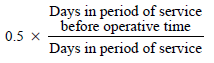 Days in period of service
before operative time
0.5 ×
Days in period of service